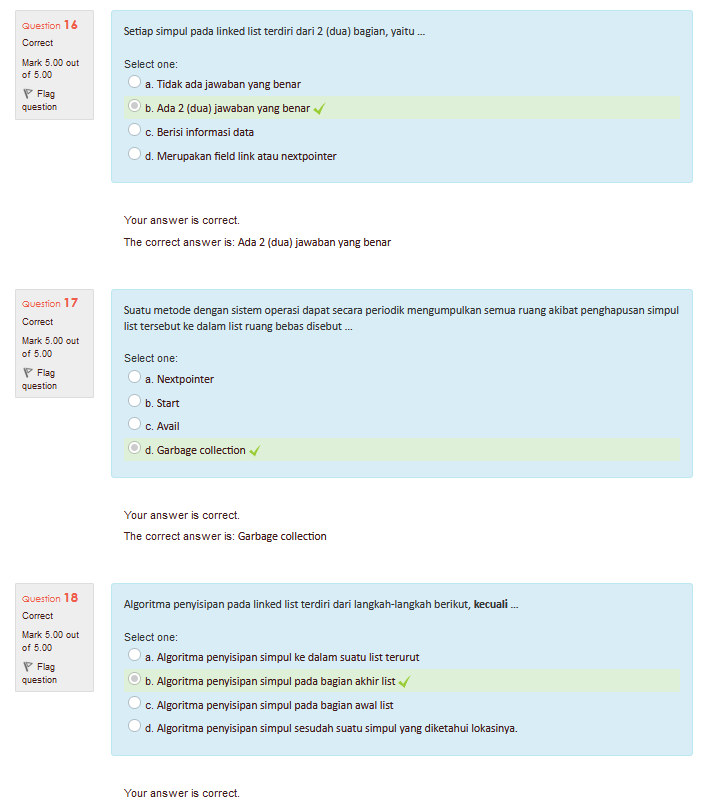 Question 16
Correct
Mark 5.00 out
of 5.00
Flag
question
Setiap simpul pada linked list terdiri dari 2 (dua) bagian, yaitu ...
Select one:
a. Tidak ada jawaban yang benar
b. Ada 2 (dua) jawaban yang benar
c. Berisi informasi data
d. Merupakan field link atau nextpointer
Your answer is correct.
The correct answer is: Ada 2 (dua) jawaban yang benar
Question 17
Correct
Mark 5.00 out
of 5.00
Flag
question
Suatu metode dengan sistem operasi dapat secara periodik mengumpulkan semua ruang akibat penghapusan simpul
list tersebut ke dalam list ruang bebas disebut ...
Select one:
a. Nextpointer
b. Start
c. Avail
d. Garbage collection
Your answer is correct.
The correct answer is: Garbage collection
Question 18
Correct
Mark 5.00 out
of 5.00
Flag
question
Algoritma penyisipan pada linked list terdiri dari langkah-langkah berikut, kecuali ...
Select one:
a. Algoritma penyisipan simpul ke dalam suatu list terurut
b. Algoritma penyisipan simpul pada bagian akhir list
c. Algoritma penyisipan simpul pada bagian awal list
d. Algoritma penyisipan simpul sesudah suatu simpul yang diketahui lokasinya.
Your answer is correct.